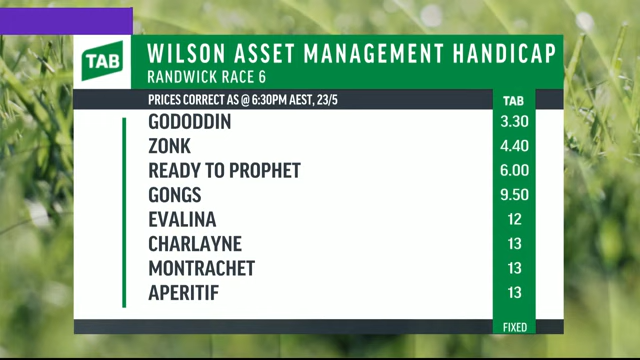 TAB
WILSON ASSET MANAGEMENT HANDICAP
RANDWICK RACE 6
PRICES CORRECT AS @ 6:30PM AEST, 23/5 TAB
GODODDIN 3.30
ZONK 4.40
READY TO PROPHET 6.00
GONGS 9.50
EVALINA 12
CHARLAYNE 13
MONTRACHET 13
APERITIF 13
FIXED